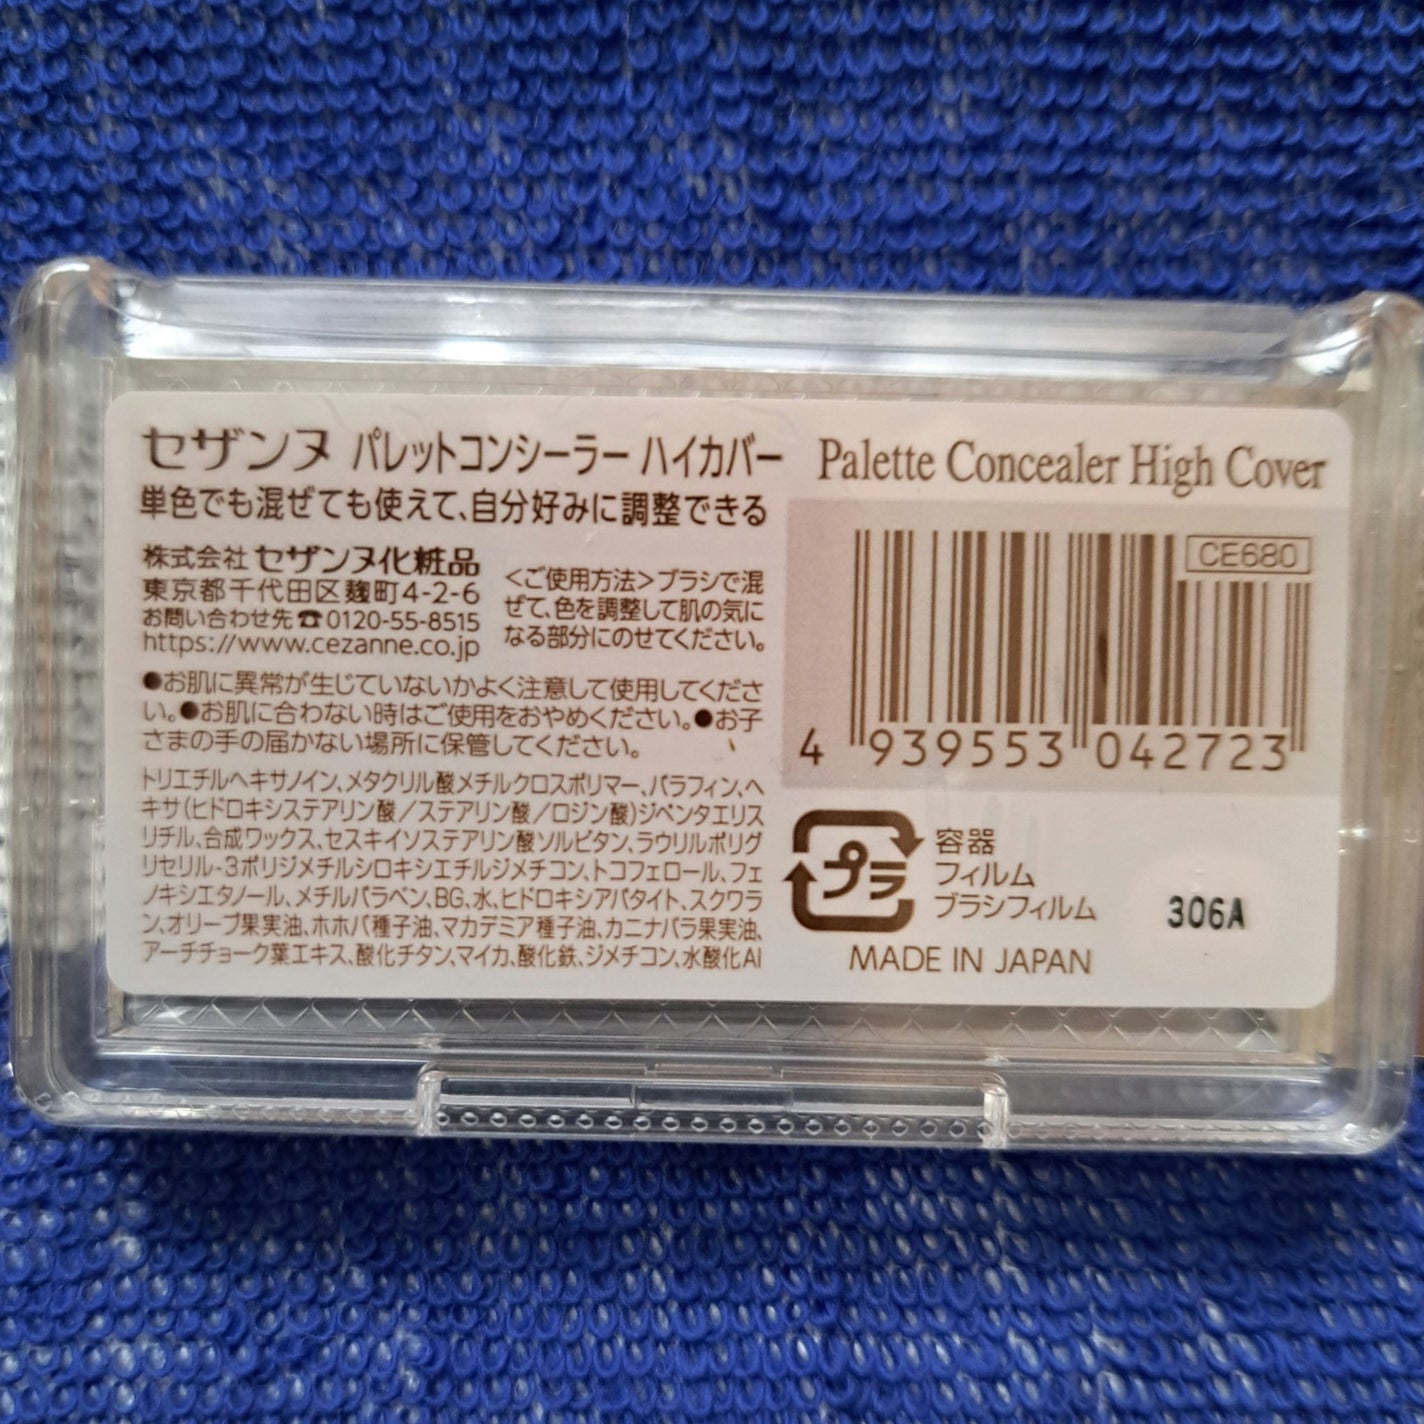 セザンヌ パレットコンシーラー ハイカバー
単色でも混ぜても使えて、自分好みに調整できる
株式会社 セザンヌ化粧品
東京都千代田区麹町4-2-6
お問い合わせ先☎0120-55-8515
https://www.cezanne.co.jp
<ご使用方法>ブラシで混
ぜて、色を調整して肌の気に
なる部分にのせてください。
●お肌に異常が生じていないかよく注意して使用してくださ
い。●お肌に合わない時はご使用をおやめください。●お子
さまの手の届かない場所に保管してください。
トリエチルヘキサノイン、メタクリル酸メチルクロスポリマー、パラフィン、ヘ
キサ(ヒドロキシステアリン酸/ステアリン酸/ロジン酸)ジペンタエリス
リチル、合成ワックス、セスキイソステアリン酸ソルビタン、ラウリルポリグ
リセリル-3ポリジメチルシロキシエチルジメチコン、トコフェロール、フェ
ノキシエタノール、メチルパラベン、BG、水、ヒドロキシアパタイト、スクワラ
ン、オリーブ果実油、ホホバ種子油、マカデミア種子油、カニナバラ果実油、
アーチチョーク葉エキス、酸化チタン、マイカ、酸化鉄、ジメチコン、水酸化Al
Palette Concealer High Cover
CE680
4 939553 042723
プラ
容器
フィルム
ブラシフィルム
MADE IN JAPAN
306A